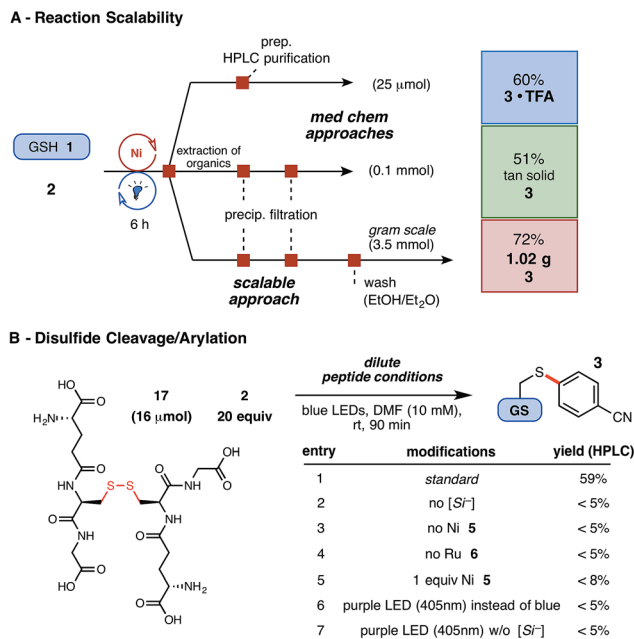 A - Reaction Scalability
prep.
HPLC purification
(25 μmol)
60%
3 • TFA
med chem
approaches
GSH 1
Ni
extraction of
organics
(0.1 mmol)
51%
tan solid
3
2
6 h
precip. filtration
gram scale
(3.5 mmol)
72%
1.02 g
3
scalable
approach
wash
(EtOH/Et2O)
B - Disulfide Cleavage/Arylation
17
(16 μmol)
2
20 equiv
dilute
peptide conditions
blue LEDs, DMF (10 mM),
rt, 90 min
3
S
GS
CN
HO
O
H2N
O
HN
S–S
O
NH
OH
O
O
NH
HN
O
HO
O
NH2
O
OH
entry modifications yield (HPLC)
1 standard 59%
2 no [Si–] < 5%
3 no Ni 5 < 5%
4 no Ru 6 < 5%
5 1 equiv Ni 5 < 8%
6 purple LED (405nm) instead of blue < 5%
7 purple LED (405nm) w/o [Si–] < 5%